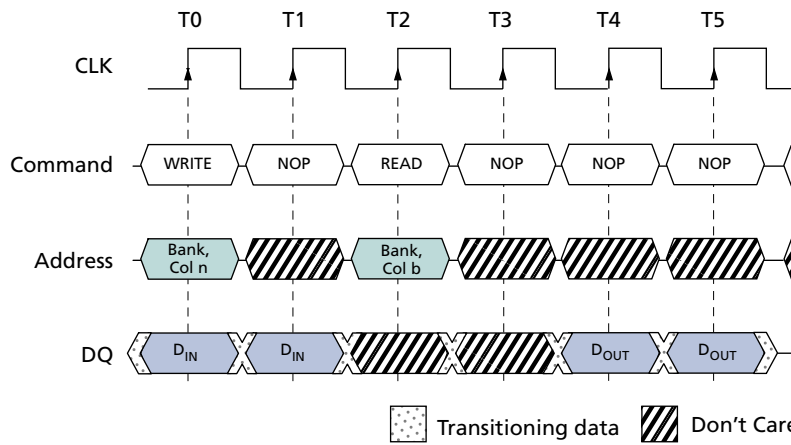 T0 T1 T2 T3 T4 T5
CLK
Command WRITE NOP READ NOP NOP NOP
Address Bank, Col n Bank, Col b
DQ DIN DIN DOUT DOUT
Transitioning data Don't Care